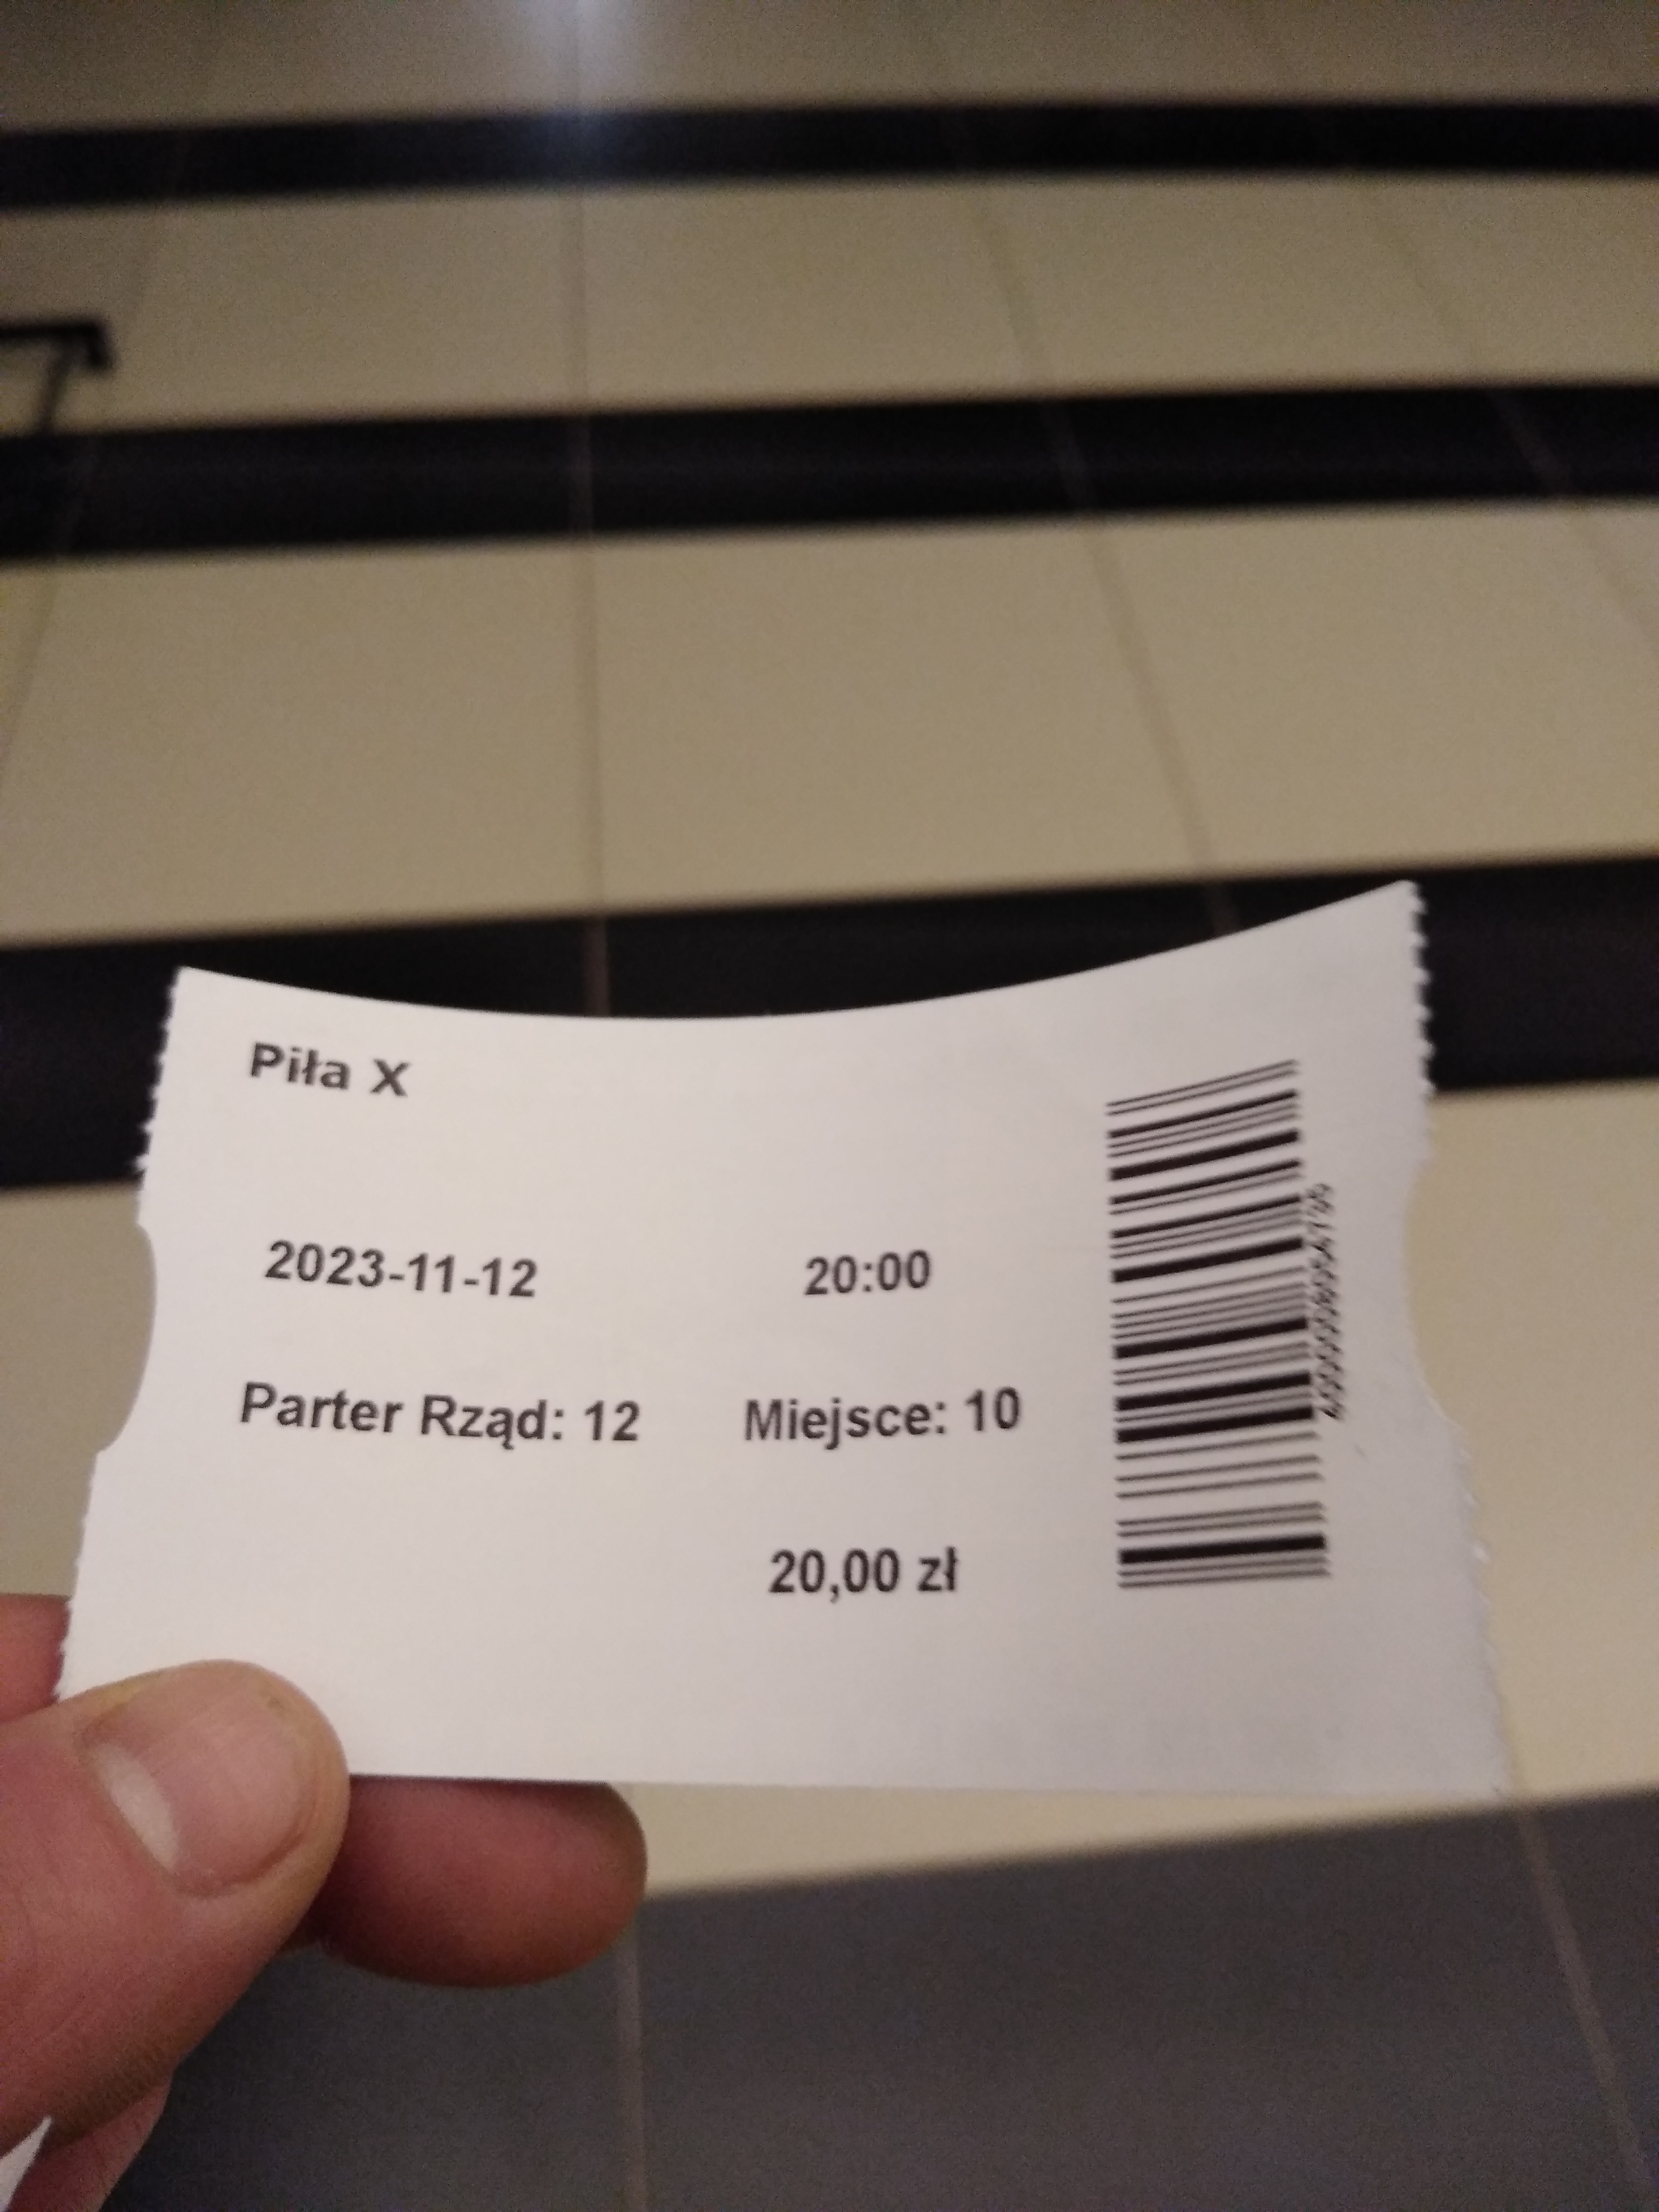 Piła X
2023-11-12 20:00
Parter Rząd: 12 Miejsce: 10
20,00 zł